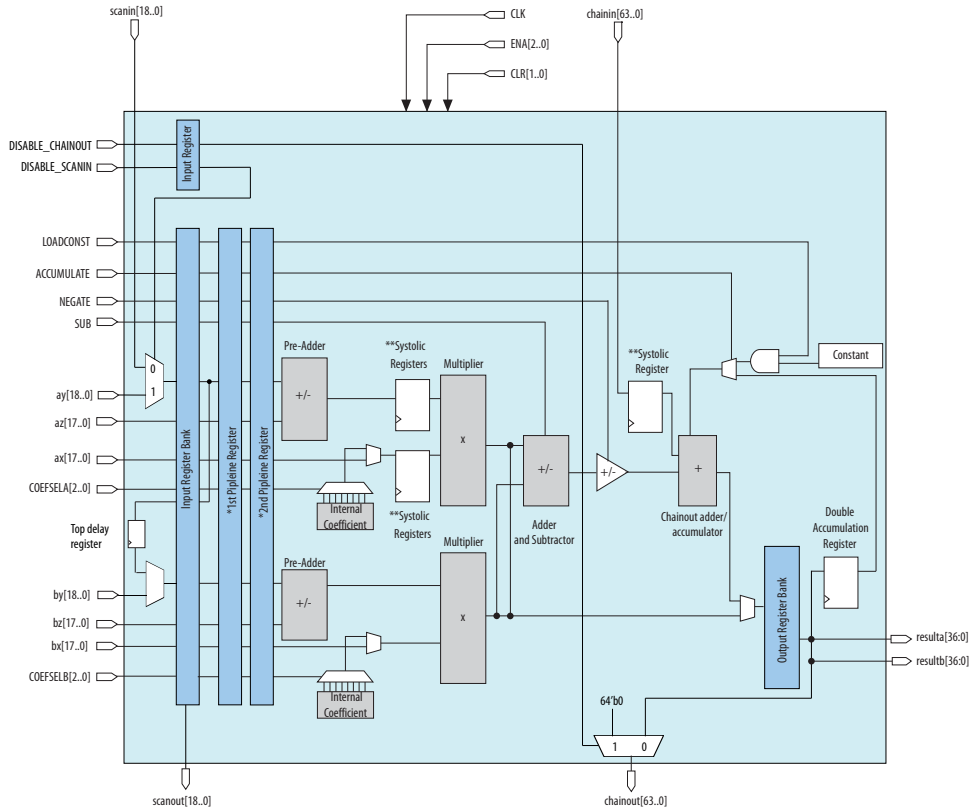 scanin[18..0]
CLK
chainin[63..0]
ENA[2..0]
CLR[1..0]
DISABLE_CHAINOUT
DISABLE_SCANIN
Input Register
LOADCONST
ACCUMULATE
NEGATE
SUB
Input Register Bank
*1st Pipleine Register
*2nd Pipleine Register
Pre-Adder
+/-
**Systolic
Registers
Multiplier
x
**Systolic
Register
Constant
0
1
ay[18..0]
az[17..0]
ax[17..0]
COEFSELA[2..0]
Internal
Coefficient
**Systolic
Registers
+/-
Adder
and Subtractor
+/-
+
Chainout adder/
accumulator
Double
Accumulation
Register
Top delay
register
Pre-Adder
+/-
Multiplier
x
by[18..0]
bz[17..0]
bx[17..0]
COEFSELB[2..0]
Internal
Coefficient
Output Register Bank
resulta[36:0]
resultb[36:0]
64'b0
1 0
scanout[18..0]
chainout[63..0]